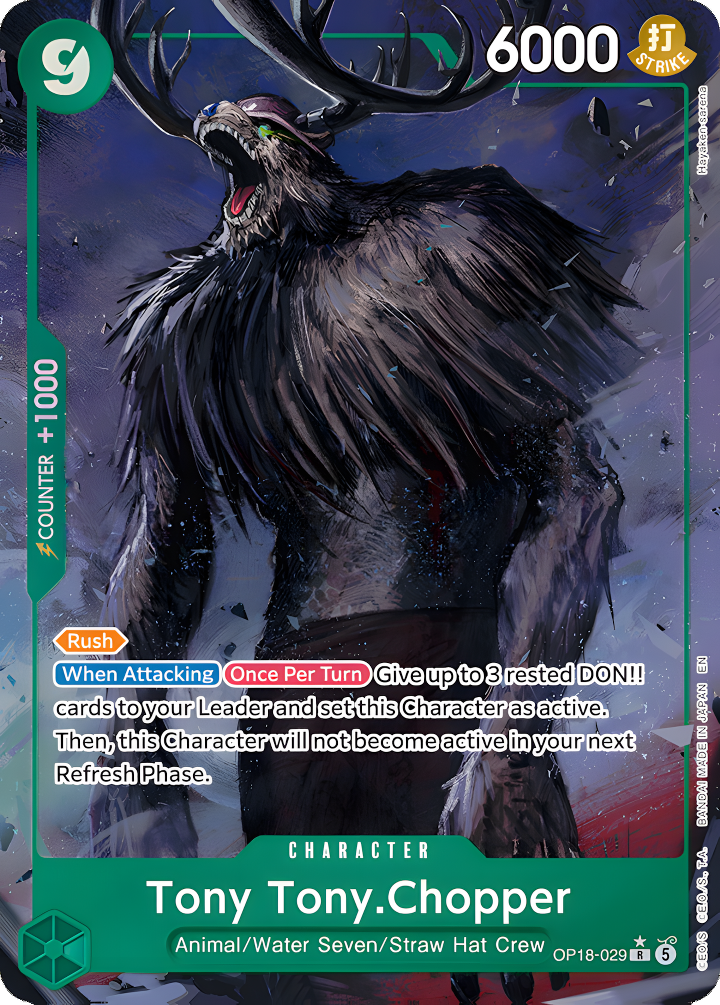 9
6000
打
STRIKE
Hayaken-sarena
COUNTER +1000
Rush
When Attacking Once Per Turn Give up to 3 rested DON!!
cards to your Leader and set this Character as active.
Then, this Character will not become active in your next
Refresh Phase.
CHARACTER
Tony Tony.Chopper
Animal/Water Seven/Straw Hat Crew
OP18-029 R 5
©E.O/S. ©E.O./S., T.A. BANDAI MADE IN JAPAN EN